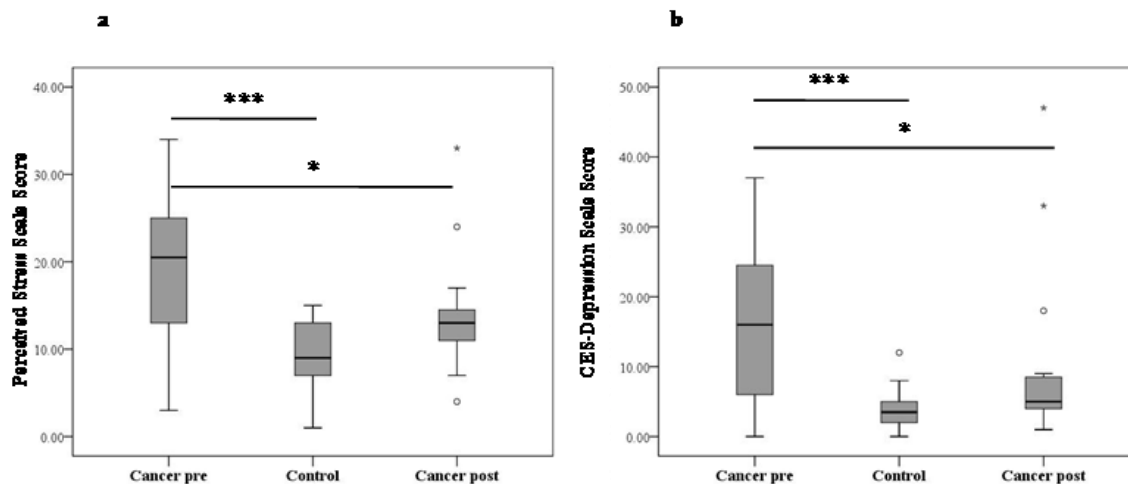 a
Perceived Stress Scale Score
40.00
30.00
20.00
10.00
0.00
***
*
*
Cancer pre
Control
Cancer post
b
CES-Depression Scale Score
50.00
40.00
30.00
20.00
10.00
0.00
***
*
*
*
Cancer pre
Control
Cancer post